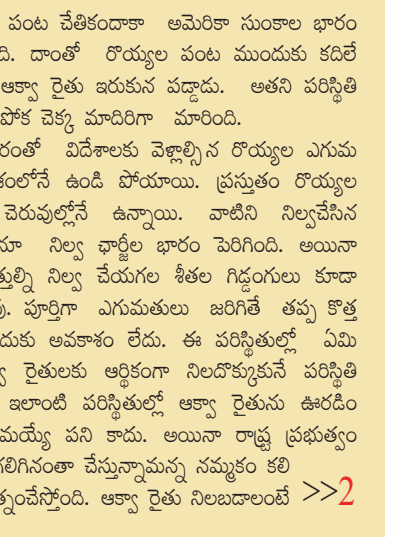 పంట చేతికందాకా అమెరికా సుంకాల భారం
ది. దాంతో రొయ్యల పంట ముందుకు కదిలే
ఆక్వా రైతు ఇరుకున పడ్డాడు. అతని పరిస్థితి
పోక చెక్క మాదిరిగా మారింది.
రంతో విదేశాలకు వెళ్లాల్సిన రొయ్యల ఎగుమ
శంలోనే ఉండి పోయాయి. ప్రస్తుతం రొయ్యల
చెరువుల్లోనే ఉన్నాయి. వాటిని నిల్వచేసిన
నూ నిల్వ ఛార్జీల భారం పెరిగింది. అయినా
త్తుల్ని నిల్వ చేయగల శీతల గిడ్డంగులు కూడా
వు. పూర్తిగా ఎగుమతులు జరిగితే తప్ప కొత్త
దుకు అవకాశం లేదు. ఈ పరిస్థితుల్లో ఏమి
వ రైతులకు ఆర్థికంగా నిలదొక్కుకునే పరిస్థితి
ఇలాంటి పరిస్థితుల్లో ఆక్వా రైతును ఊరడిం
మయ్యే పని కాదు. అయినా రాష్ట్ర ప్రభుత్వం
గలిగినంతా చేస్తున్నామన్న నమ్మకం కలి
త్నంచేస్తోంది. ఆక్వా రైతు నిలబడాలంటే >>2